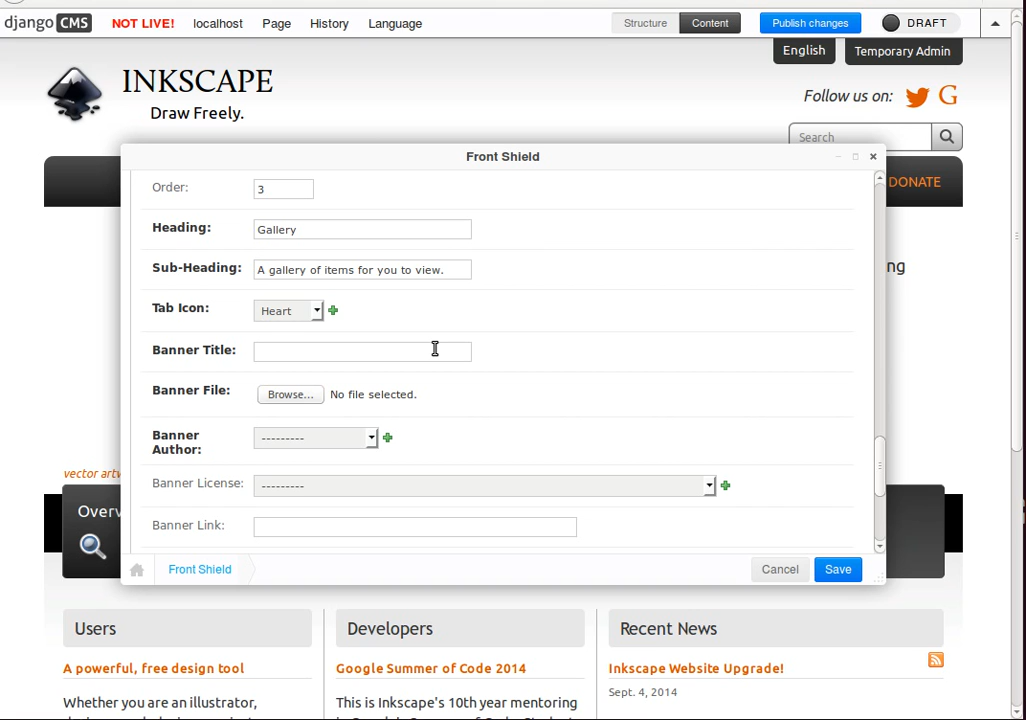 django CMS NOT LIVE! localhost Page History Language Structure Content Publish changes DRAFT
English Temporary Admin
INKSCAPE
Draw Freely.
Follow us on: G
Search
Front Shield
DONATE
Order: 3
Heading: Gallery
Sub-Heading: A gallery of items for you to view.
ng
Tab Icon: Heart
Banner Title:
Banner File: Browse... No file selected.
Banner
Author: ---------
Banner License: ---------
Banner Link:
vector artw
Overv
Front Shield Cancel Save
Users Developers Recent News
A powerful, free design tool Google Summer of Code 2014 Inkscape Website Upgrade!
Sept. 4, 2014
Whether you are an illustrator, This is Inkscape's 10th year mentoring